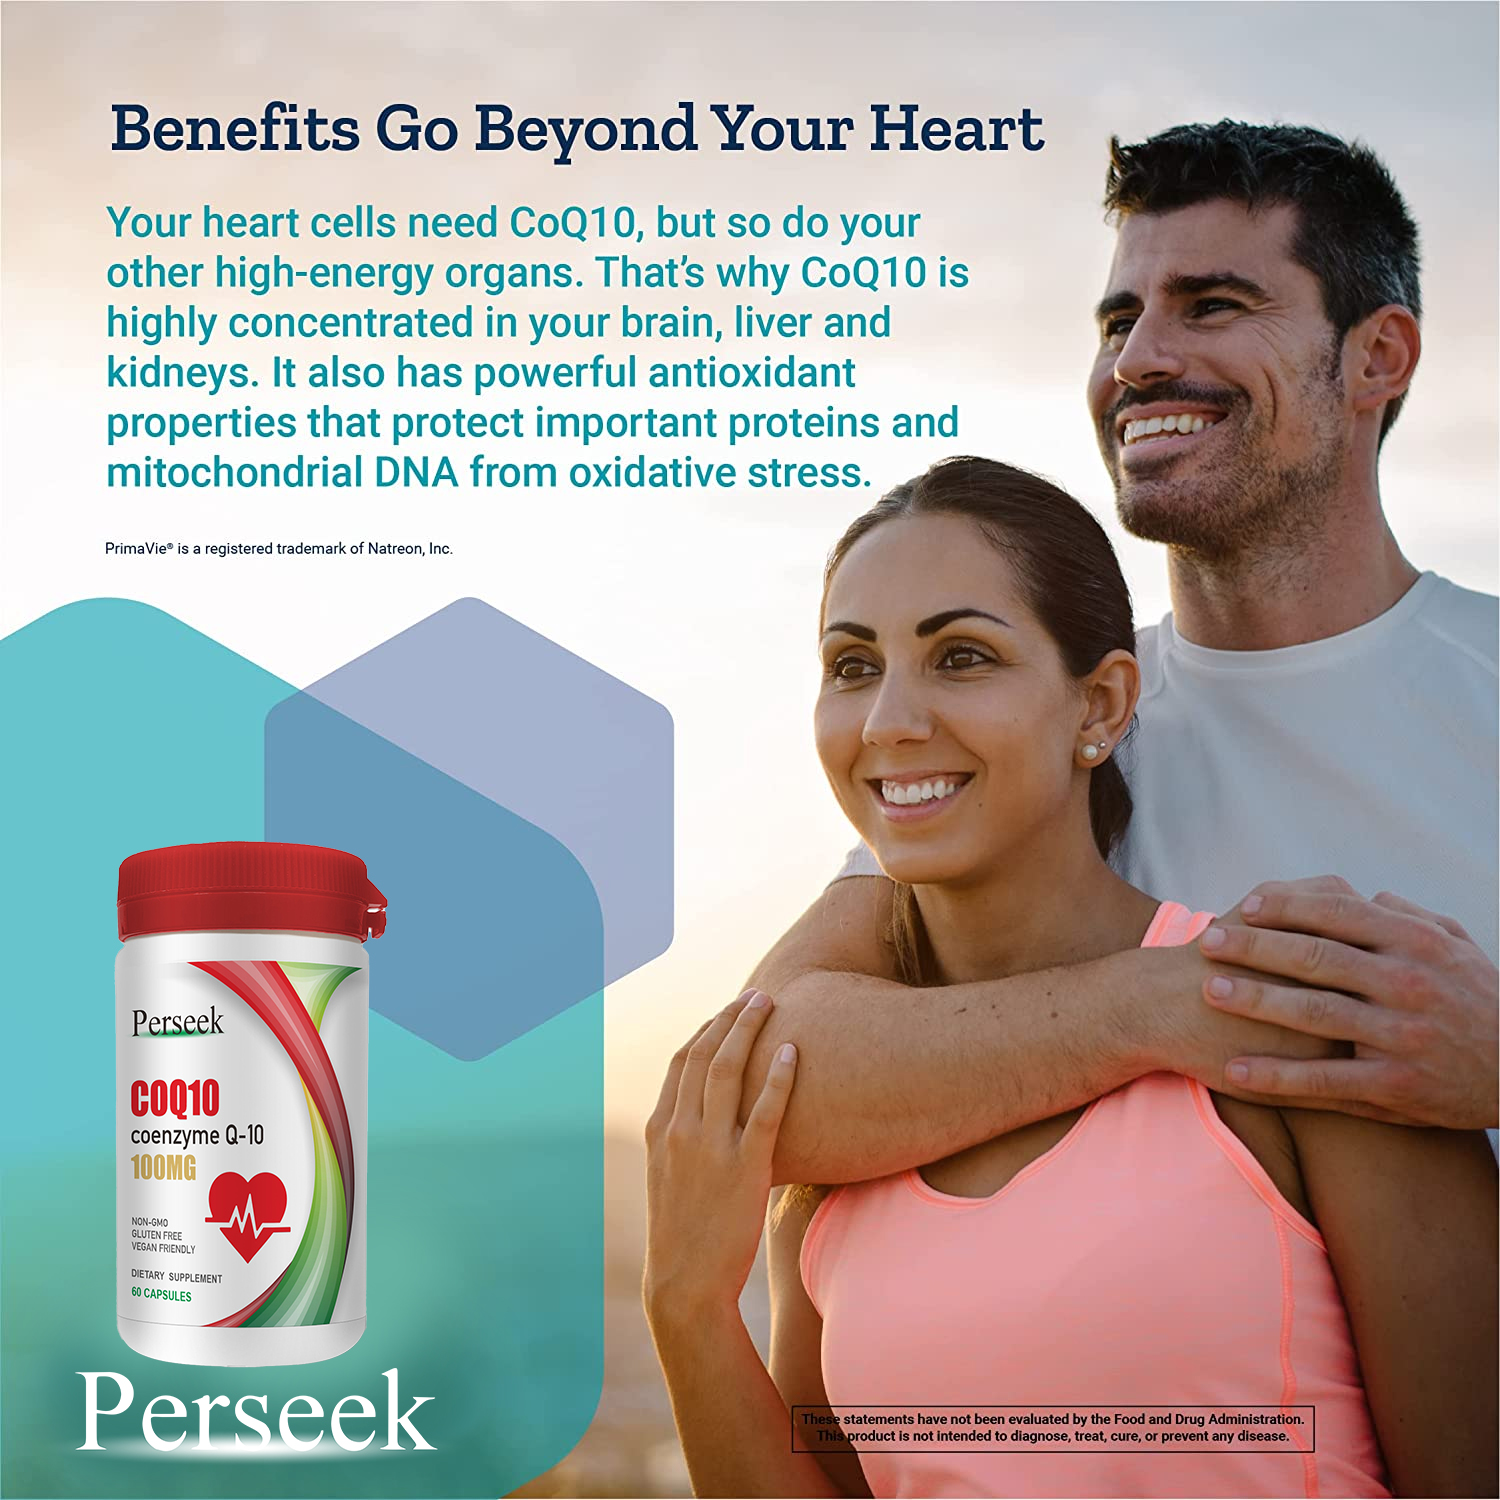 Benefits Go Beyond Your Heart
Your heart cells need CoQ10, but so do your
other high-energy organs. That's why CoQ10 is
highly concentrated in your brain, liver and
kidneys. It also has powerful antioxidant
properties that protect important proteins and
mitochondrial DNA from oxidative stress.
PrimaVie® is a registered trademark of Natreon, Inc.
Perseek
COQ10
coenzyme Q-10
100MG
NON-GMO
GLUTEN FREE
VEGAN FRIENDLY
DIETARY SUPPLEMENT
60 CAPSULES
Perseek
These statements have not been evaluated by the Food and Drug Administration.
This product is not intended to diagnose, treat, cure, or prevent any disease.